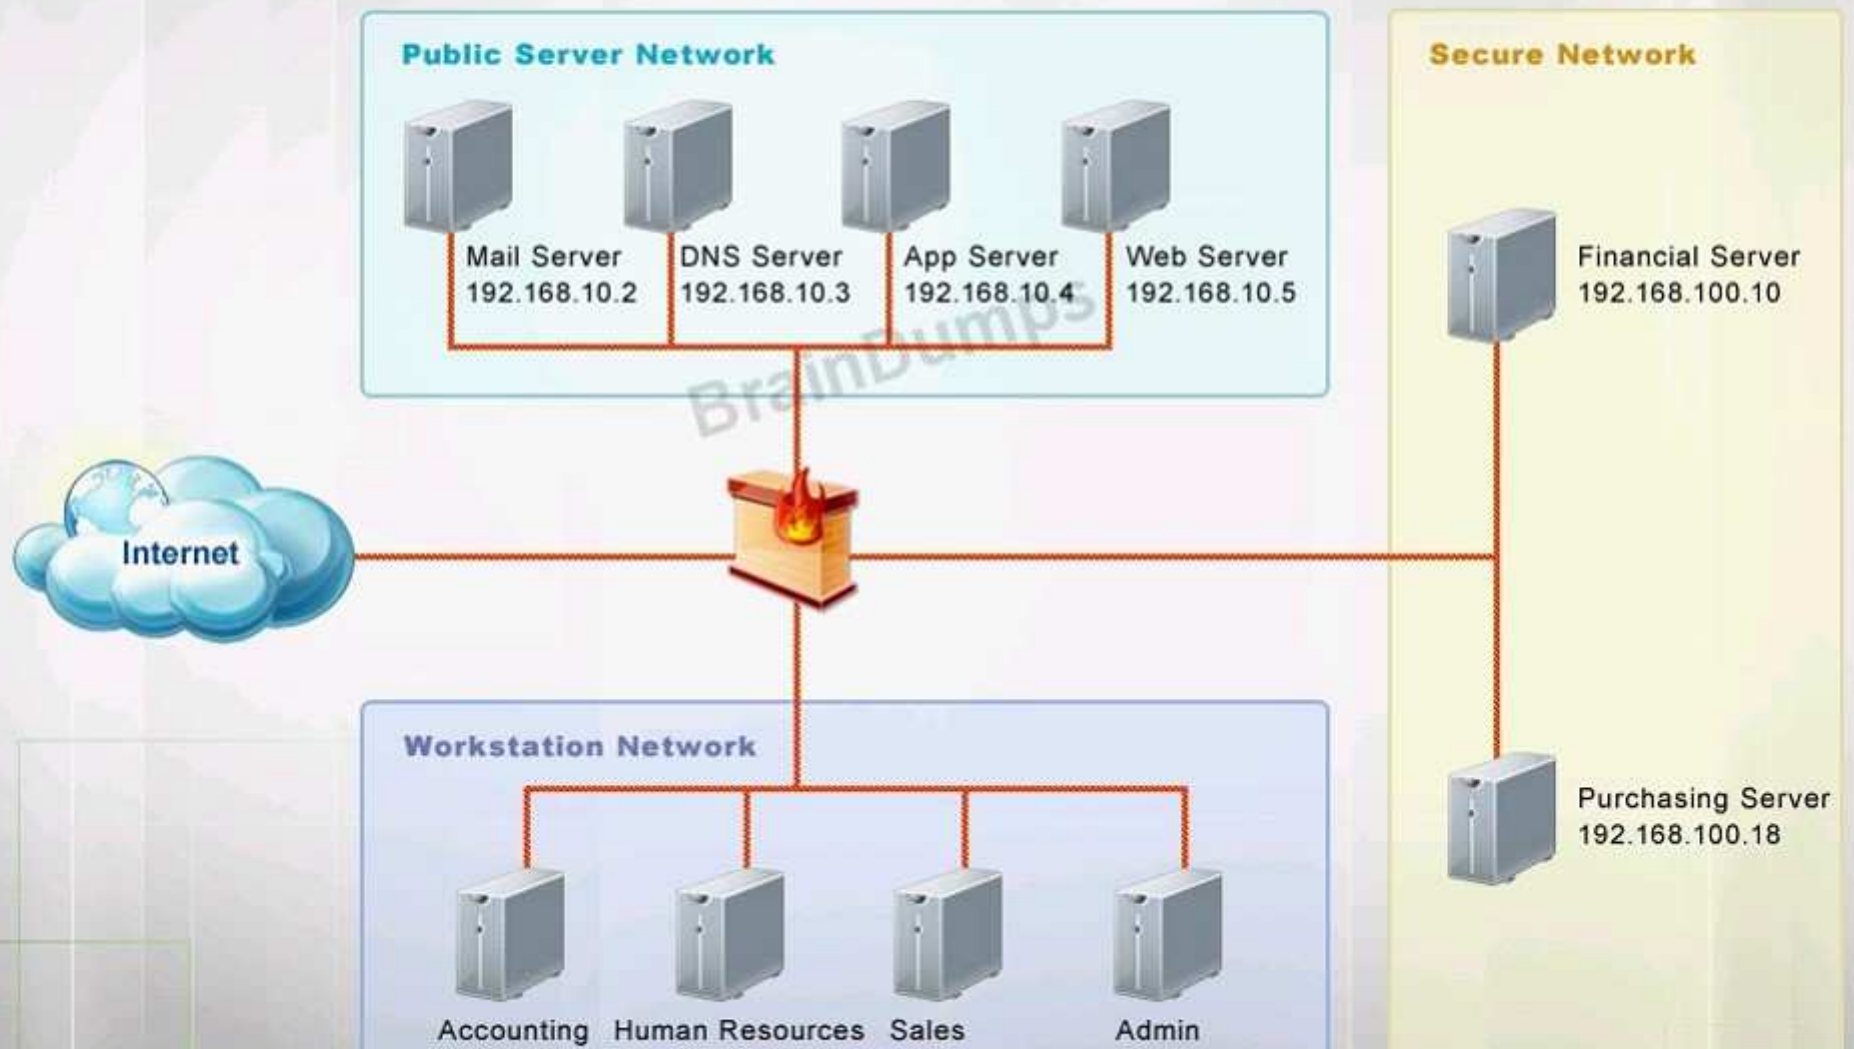 Public Server Network
Secure Network
Mail Server
192.168.10.2
DNS Server
192.168.10.3
App Server
192.168.10.4
Web Server
192.168.10.5
Financial Server
192.168.100.10
BrainDumps
Internet
Workstation Network
Purchasing Server
192.168.100.18
Accounting
Human Resources
Sales
Admin